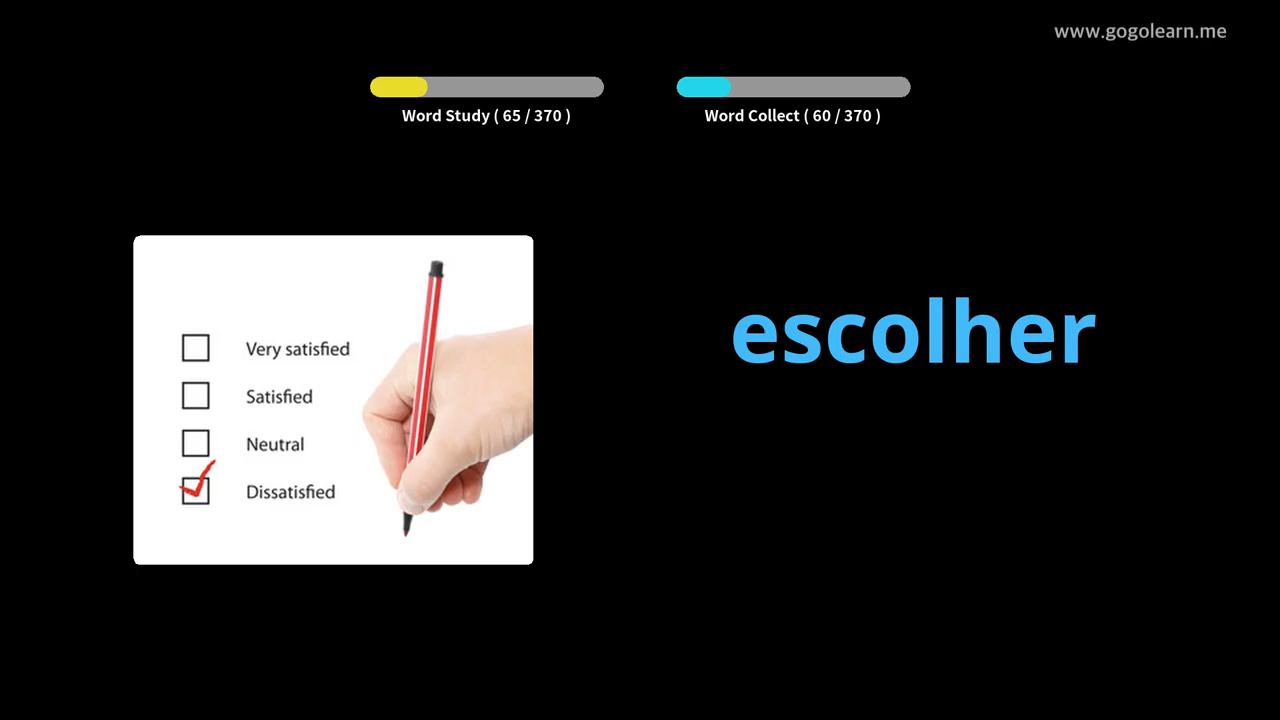 www.gogolearn.me
Word Study ( 65 / 370 )
Word Collect ( 60 / 370 )
Very satisfied
Satisfied
Neutral
Dissatisfied
escolher